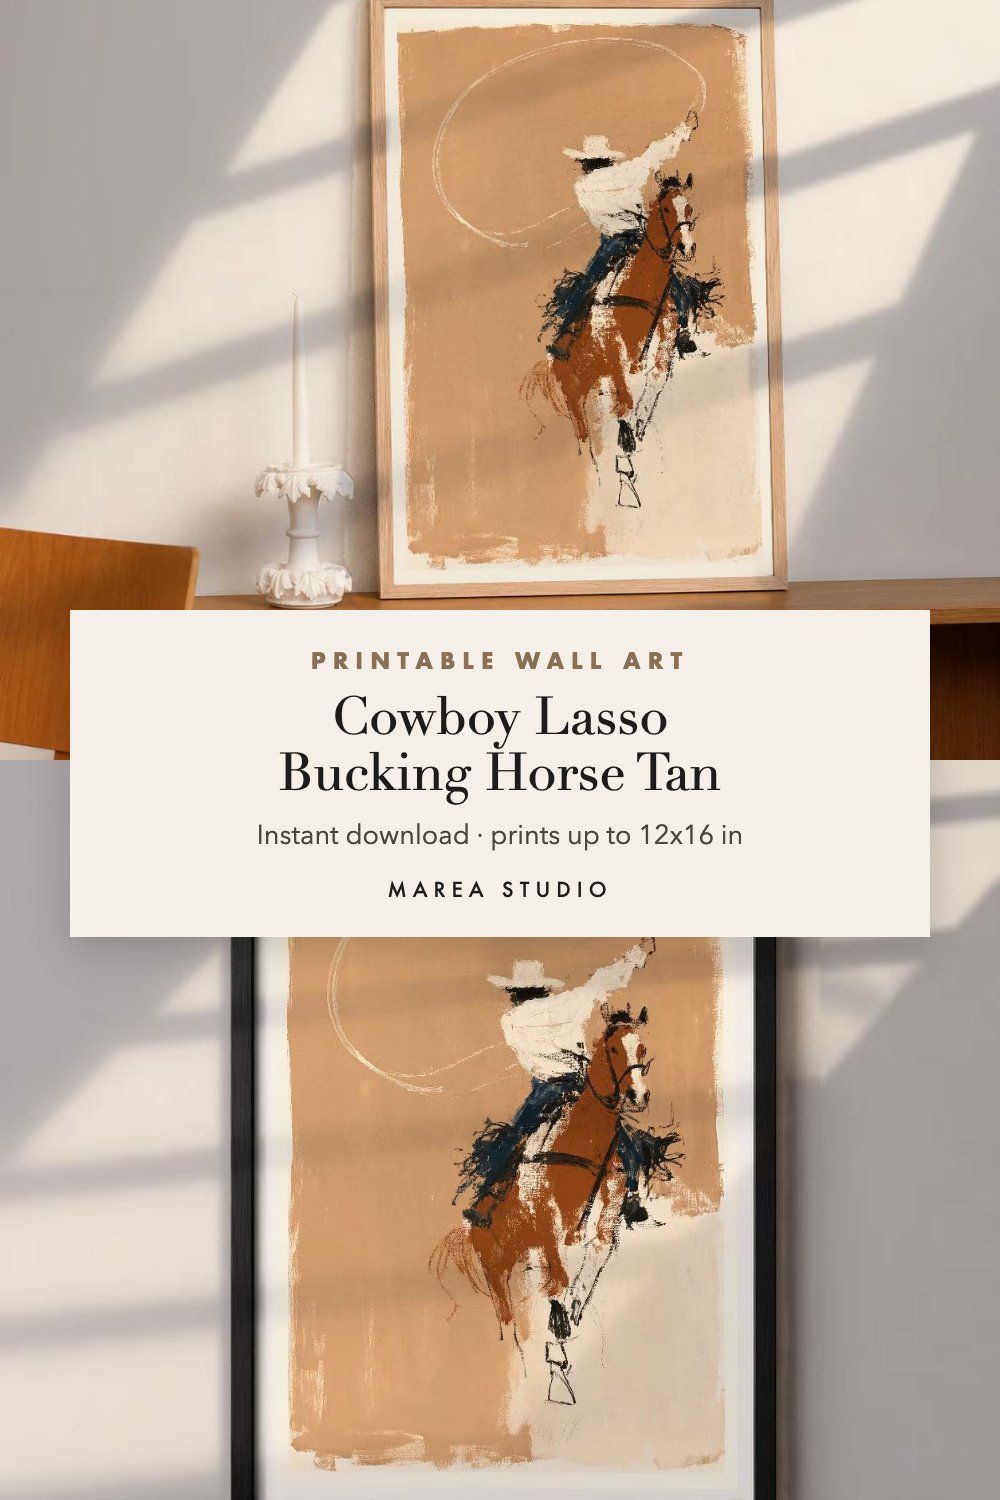 PRINTABLE WALL ART
Cowboy Lasso
Bucking Horse Tan
Instant download · prints up to 12x16 in
MAREA STUDIO